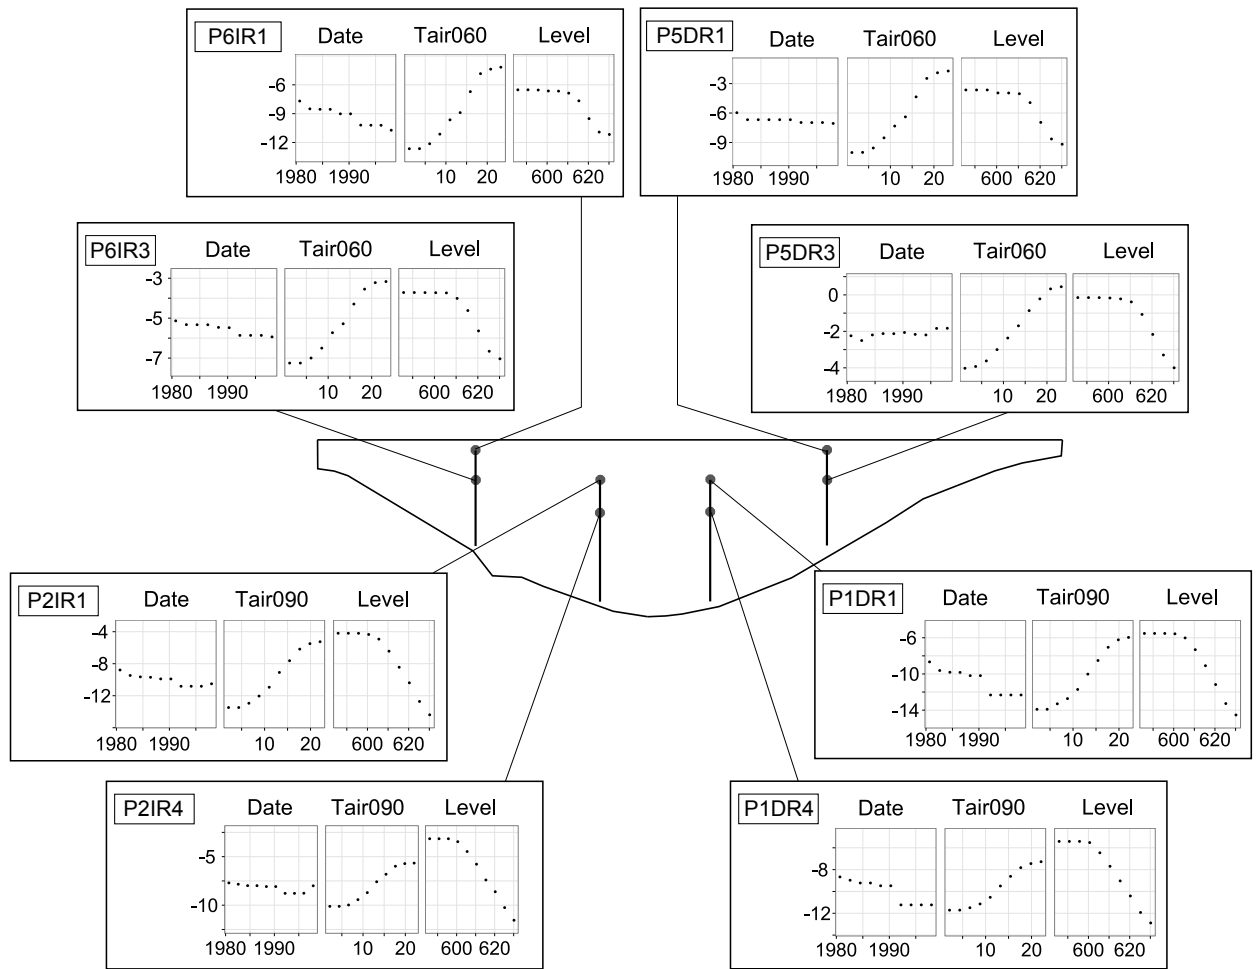 P6IR1 Date Tair060 Level
-6
-9
-12
1980 1990 10 20 600 620
P5DR1 Date Tair060 Level
-3
-6
-9
1980 1990 10 20 600 620
P6IR3 Date Tair060 Level
-3
-5
-7
1980 1990 10 20 600 620
P5DR3 Date Tair060 Level
0
-2
-4
1980 1990 10 20 600 620
P2IR1 Date Tair090 Level
-4
-8
-12
1980 1990 10 20 600 620
P1DR1 Date Tair090 Level
-6
-10
-14
1980 1990 10 20 600 620
P2IR4 Date Tair090 Level
-5
-10
1980 1990 10 20 600 620
P1DR4 Date Tair090 Level
-8
-12
1980 1990 10 20 600 620